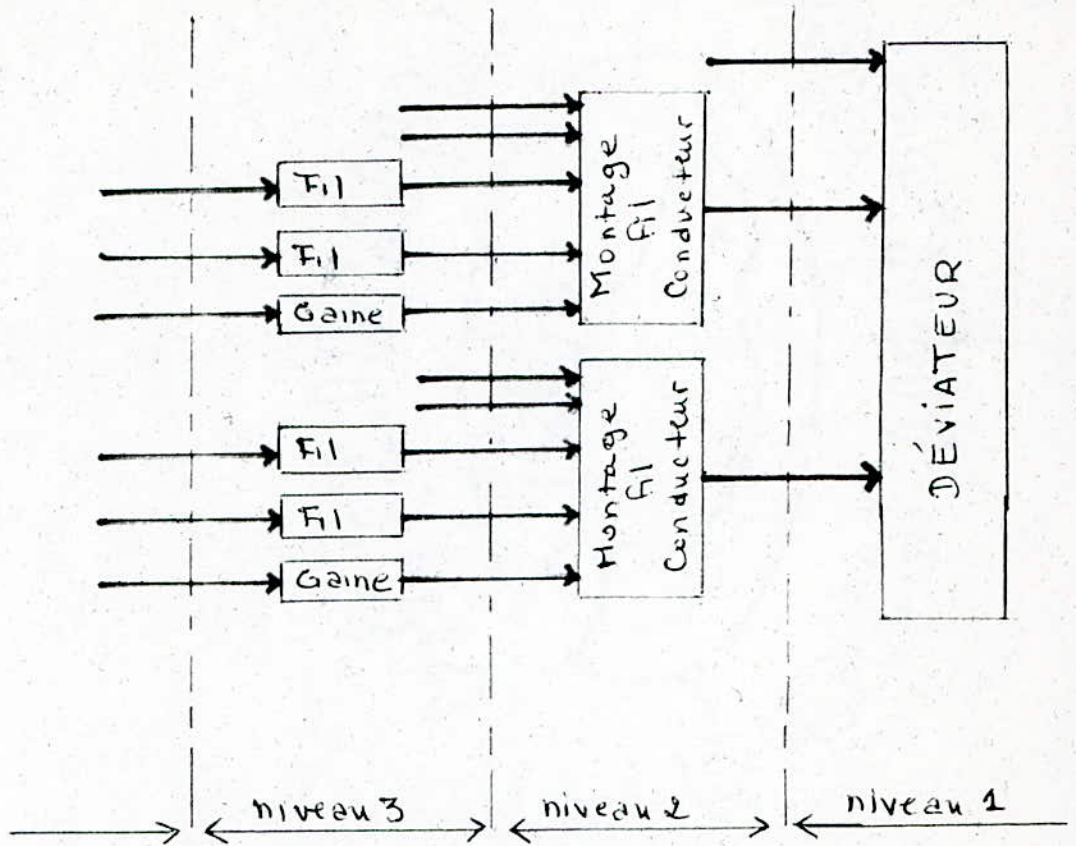 Fil
Fil
Gaine
Montage
fil
Conducteur
Fil
Fil
Gaine
Montage
fil
Conducteur
DÉVIATEUR
niveau 3
niveau 2
niveau 1